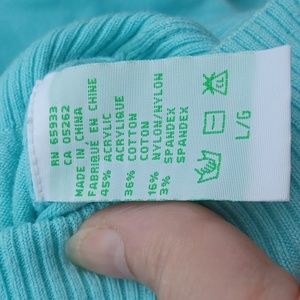 RN 65933
CA 05262
MADE IN CHINA
FABRIQUÉ EN CHINE
45% ACRYLIC
ACRYLIQUE
36% COTTON
COTON
16% NYLON/NYLON
3% SPANDEX
SPANDEX
CL
L/G